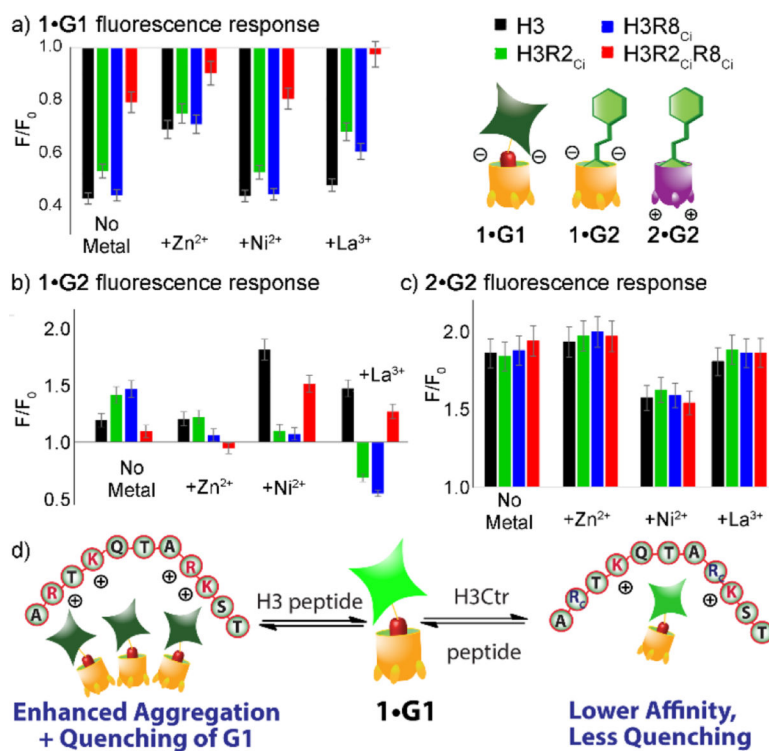 a) 1•G1 fluorescence response
F/F0
1.0
0.8
0.6
0.4
No Metal
+Zn2+
+Ni2+
+La3+
H3
H3R8Ci
H3R2Ci
H3R2CiR8Ci
⊖ ⊖ ⊖ ⊖
⊕ ⊕
1•G1 1•G2 2•G2
b) 1•G2 fluorescence response
F/F0
2.0
1.5
1.0
0.5
No Metal
+Zn2+
+Ni2+
+La3+
c) 2•G2 fluorescence response
F/F0
2.0
1.5
1.0
No Metal
+Zn2+
+Ni2+
+La3+
d)
A R T K Q T A R K S T
⊕ ⊕ ⊕ ⊕
H3 peptide
1•G1
H3Ctr
peptide
A RC T K Q T A RC K S T
⊕ ⊕
Enhanced Aggregation
+ Quenching of G1
Lower Affinity,
Less Quenching